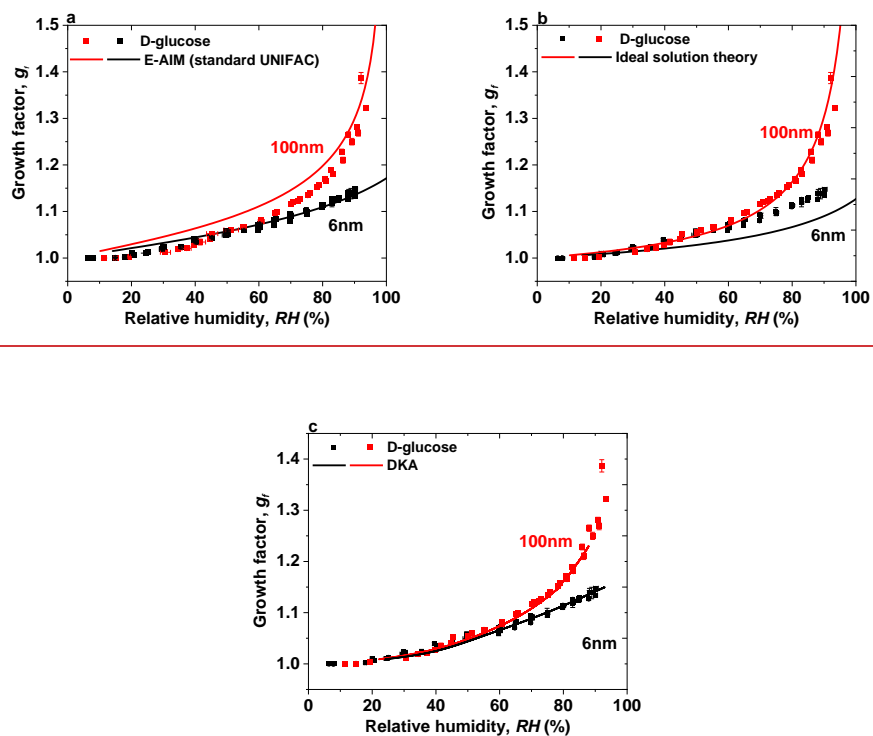 a
1.5
1.4
1.3
1.2
1.1
1.0
Growth factor, gf
D-glucose
E-AIM (standard UNIFAC)
100nm
6nm
0 20 40 60 80 100
Relative humidity, RH (%)
b
1.5
1.4
1.3
1.2
1.1
1.0
Growth factor, gf
D-glucose
Ideal solution theory
100nm
6nm
0 20 40 60 80 100
Relative humidity, RH (%)
c
1.4
1.3
1.2
1.1
1.0
Growth factor, gf
D-glucose
DKA
100nm
6nm
0 20 40 60 80 100
Relative humidity, RH (%)